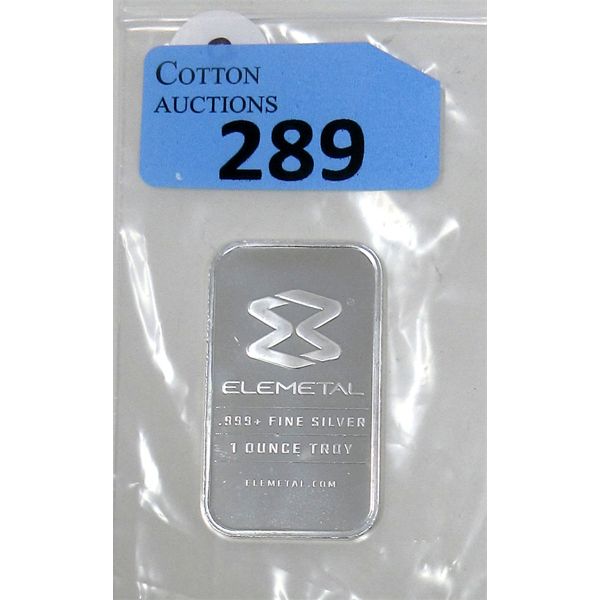 COTTON
AUCTIONS
289
®
ELEMETAL
.999+ FINE SILVER
1 OUNCE TROY
ELEMETAL.COM